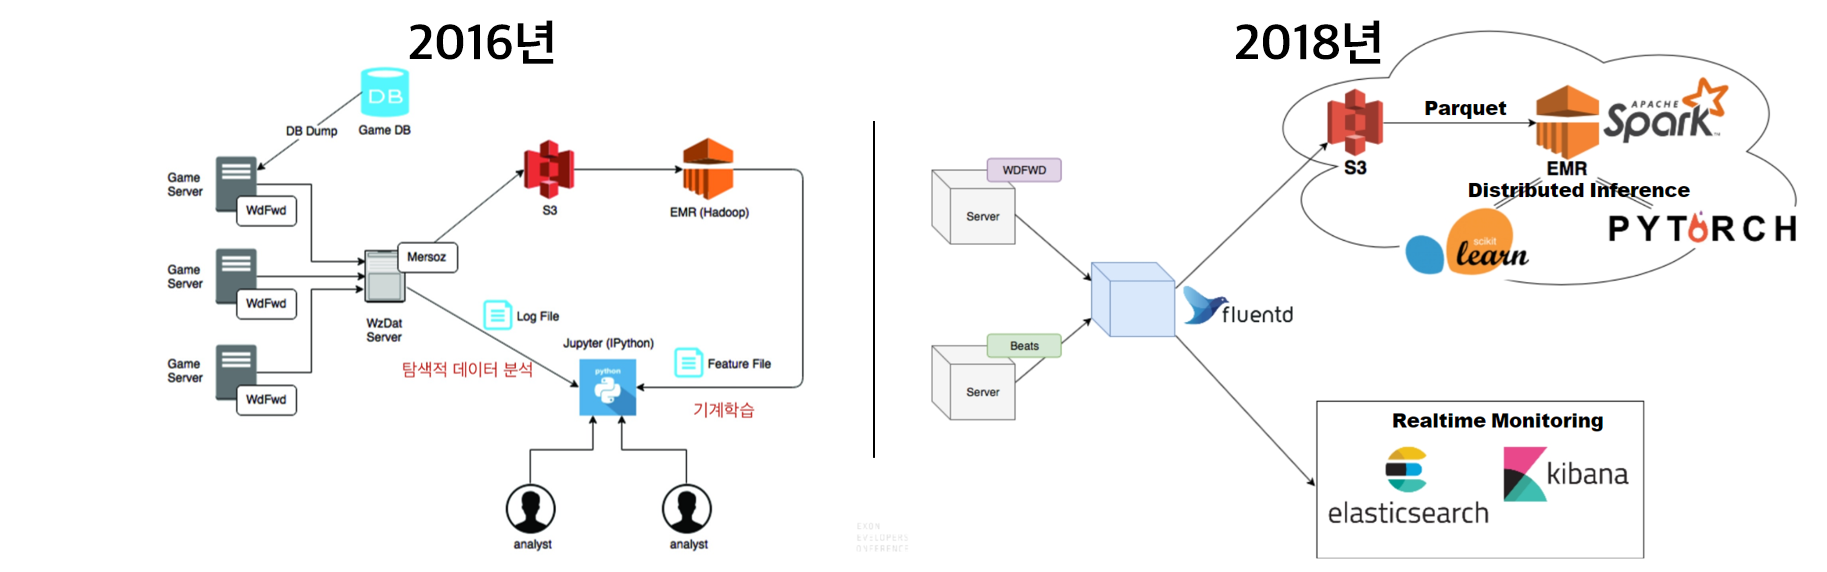 2016년
DB
DB Dump
Game DB
Game
Server
WdFwd
Game
Server
WdFwd
Game
Server
WdFwd
Mersoz
WzDat
Server
S3
EMR (Hadoop)
Log File
탐색적 데이터 분석
Jupyter (IPython)
python
Feature File
기계학습
analyst
analyst
2018년
WDFWD
Server
Beats
Server
fluentd
S3
Parquet
EMR
APACHE
Spark
Distributed Inference
scikit
learn
PYTORCH
Realtime Monitoring
elasticsearch
kibana
EXON
EVELOPERS
ONFERENCE